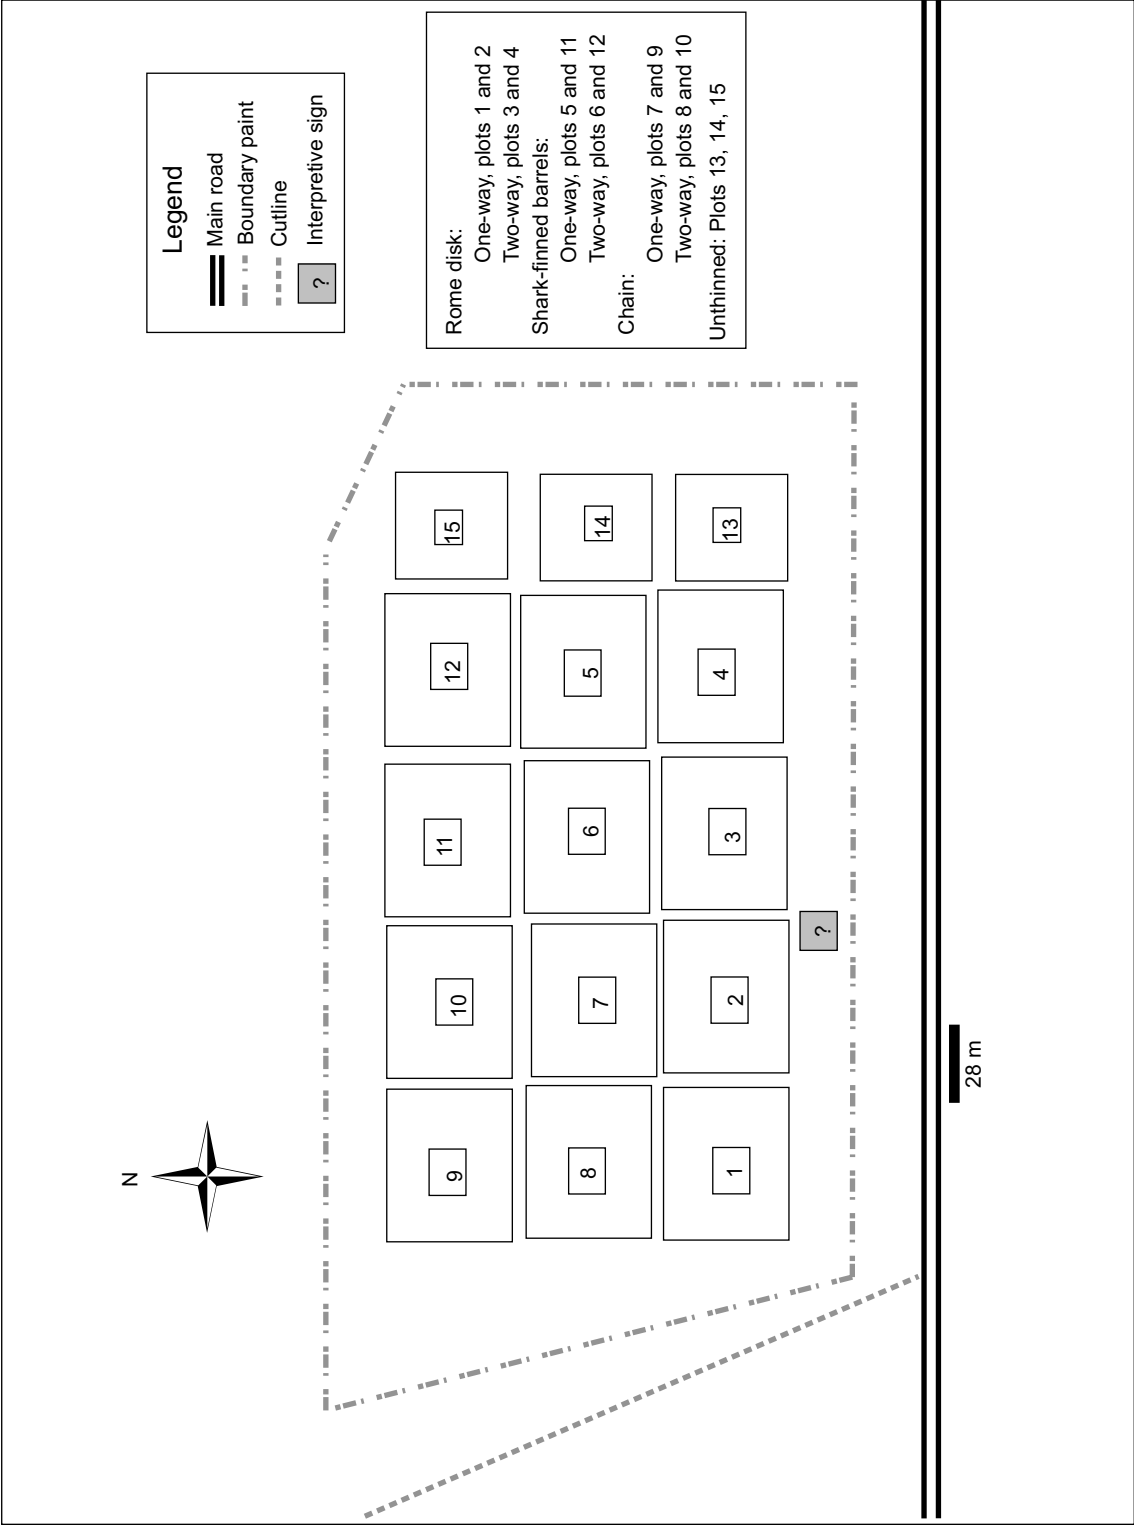 Legend
Main road
Boundary paint
Cutline
? Interpretive sign
Rome disk:
One-way, plots 1 and 2
Two-way, plots 3 and 4
Shark-finned barrels:
One-way, plots 5 and 11
Two-way, plots 6 and 12
Chain:
One-way, plots 7 and 9
Two-way, plots 8 and 10
Unthinned: Plots 13, 14, 15
N
9
10
11
12
15
8
7
6
5
14
1
2
3
4
13
?
28 m